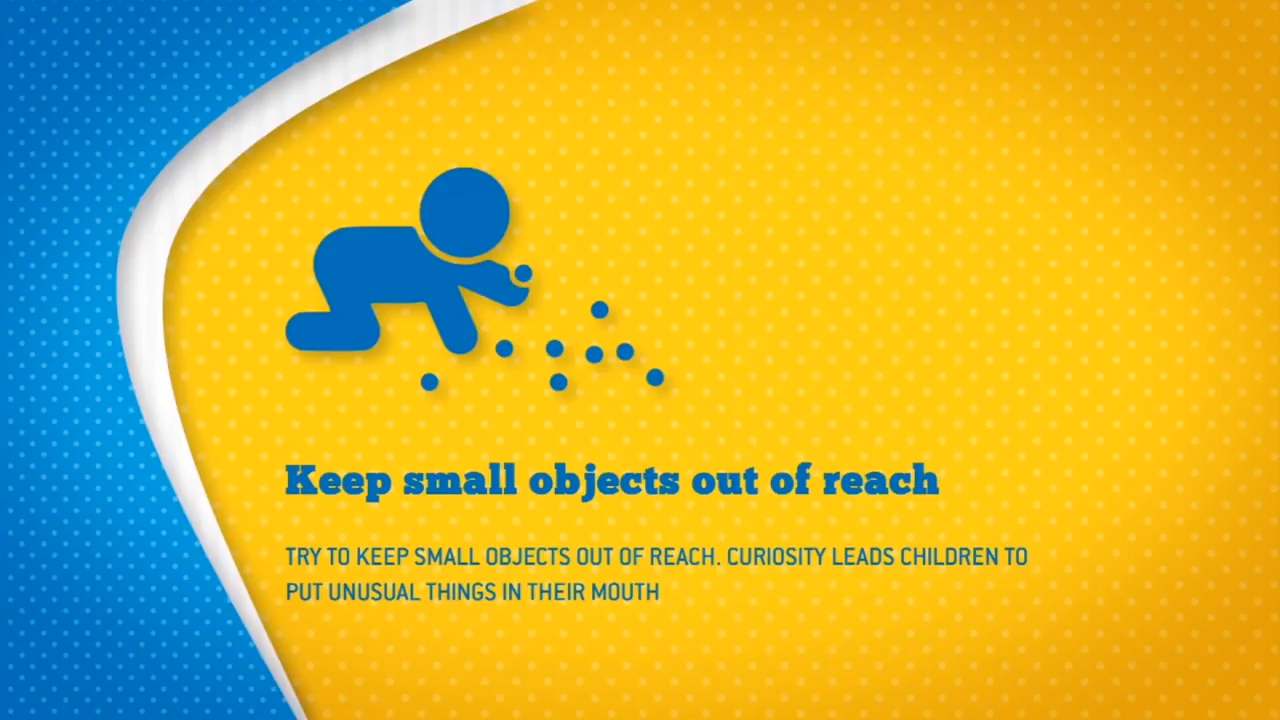 Keep small objects out of reach
TRY TO KEEP SMALL OBJECTS OUT OF REACH. CURIOSITY LEADS CHILDREN TO
PUT UNUSUAL THINGS IN THEIR MOUTH